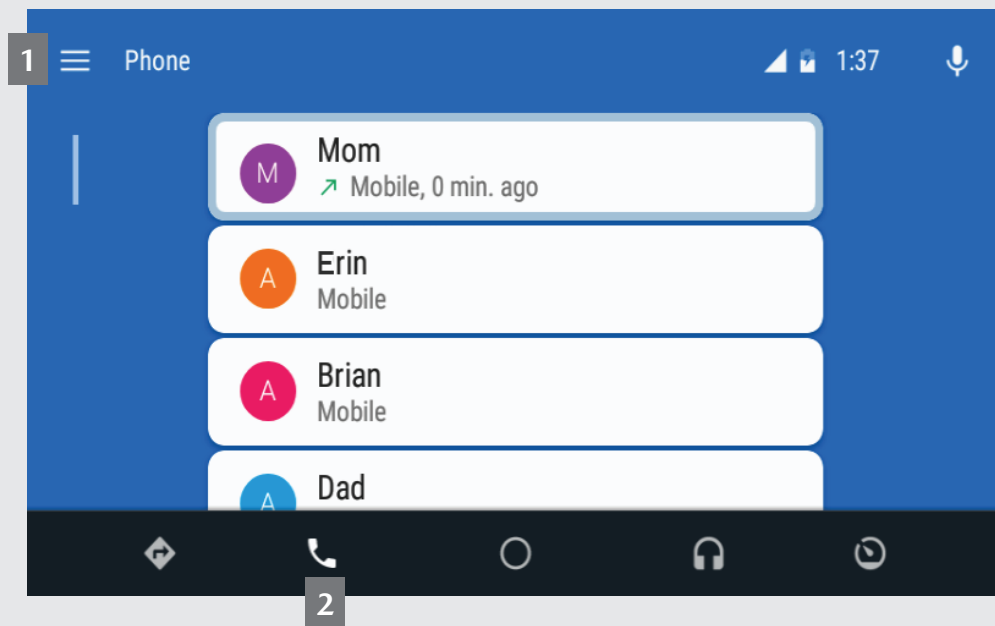 1
Phone
1:37
M
Mom
Mobile, 0 min. ago
A
Erin
Mobile
A
Brian
Mobile
A
Dad
2